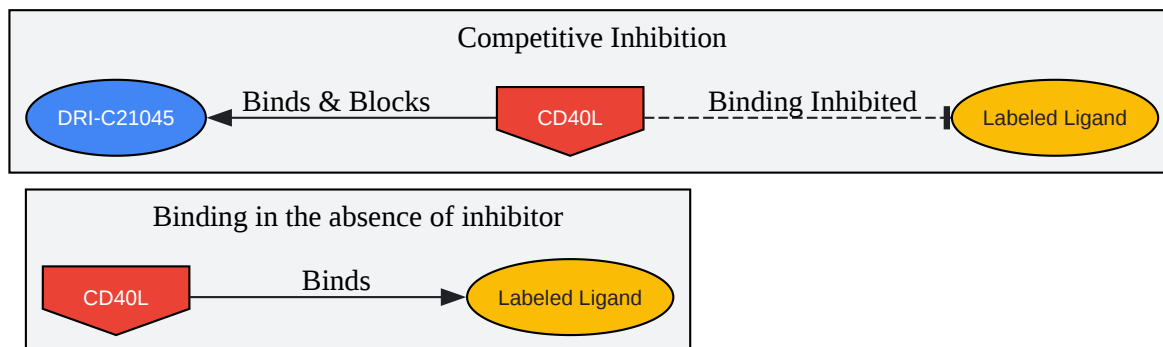 Competitive Inhibition
DRI-C21045
Binds & Blocks
CD40L
Binding Inhibited
Labeled Ligand
Binding in the absence of inhibitor
CD40L
Binds
Labeled Ligand